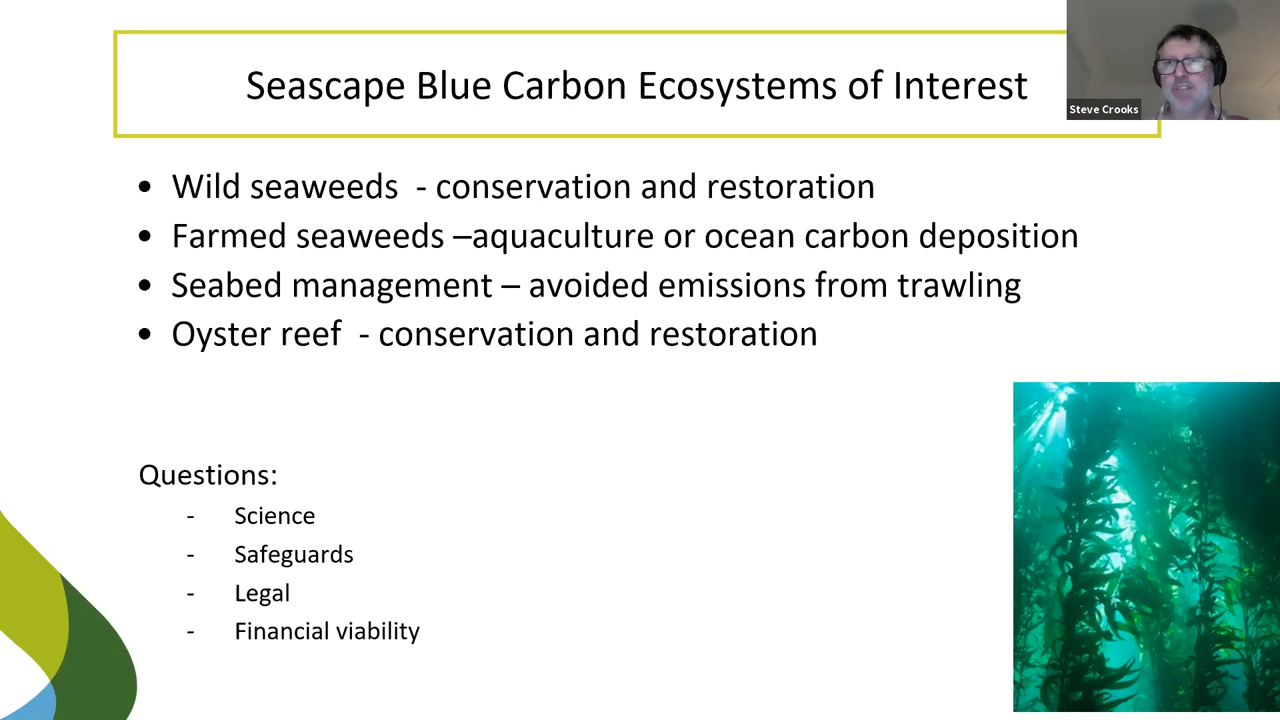 Seascape Blue Carbon Ecosystems of Interest
Steve Crooks
• Wild seaweeds  - conservation and restoration
• Farmed seaweeds –aquaculture or ocean carbon deposition
• Seabed management – avoided emissions from trawling
• Oyster reef  - conservation and restoration
Questions:
- Science
- Safeguards
- Legal
- Financial viability